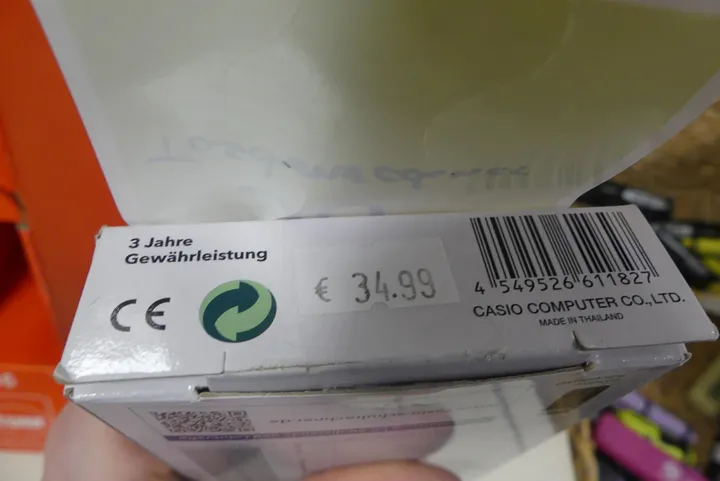 3 Jahre
Gewährleistung
CE
€ 34.99
4 549526 611827
CASIO COMPUTER CO., LTD.
MADE IN THAILAND